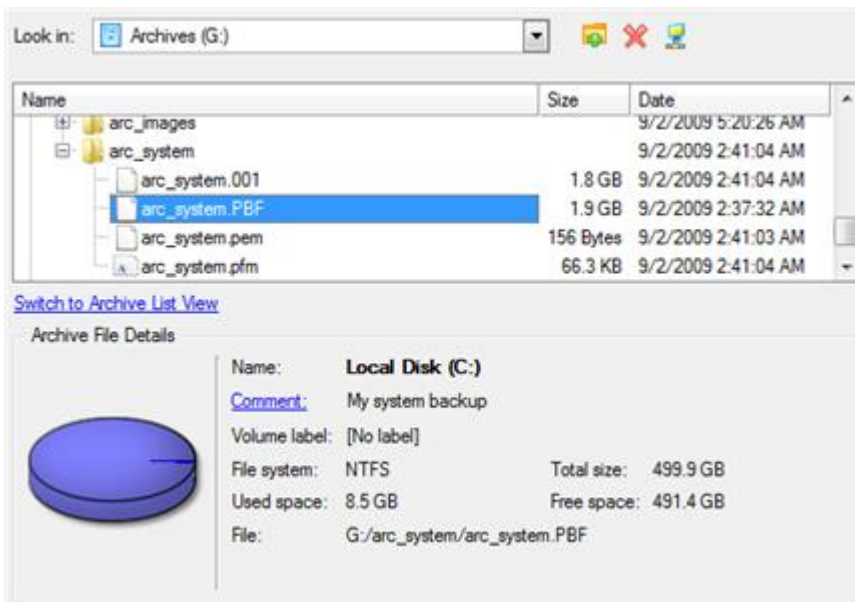 Look in: Archives (G:)
Name Size Date
arc_images 9/2/2009 5:20:26 AM
arc_system 9/2/2009 2:41:04 AM
arc_system.001 1.8 GB 9/2/2009 2:41:04 AM
arc_system.PBF 1.9 GB 9/2/2009 2:37:32 AM
arc_system.pem 156 Bytes 9/2/2009 2:41:03 AM
arc_system.pfm 66.3 KB 9/2/2009 2:41:04 AM
Switch to Archive List View
Archive File Details
Name: Local Disk (C:)
Comment: My system backup
Volume label: [No label]
File system: NTFS Total size: 499.9 GB
Used space: 8.5 GB Free space: 491.4 GB
File: G:/arc_system/arc_system.PBF